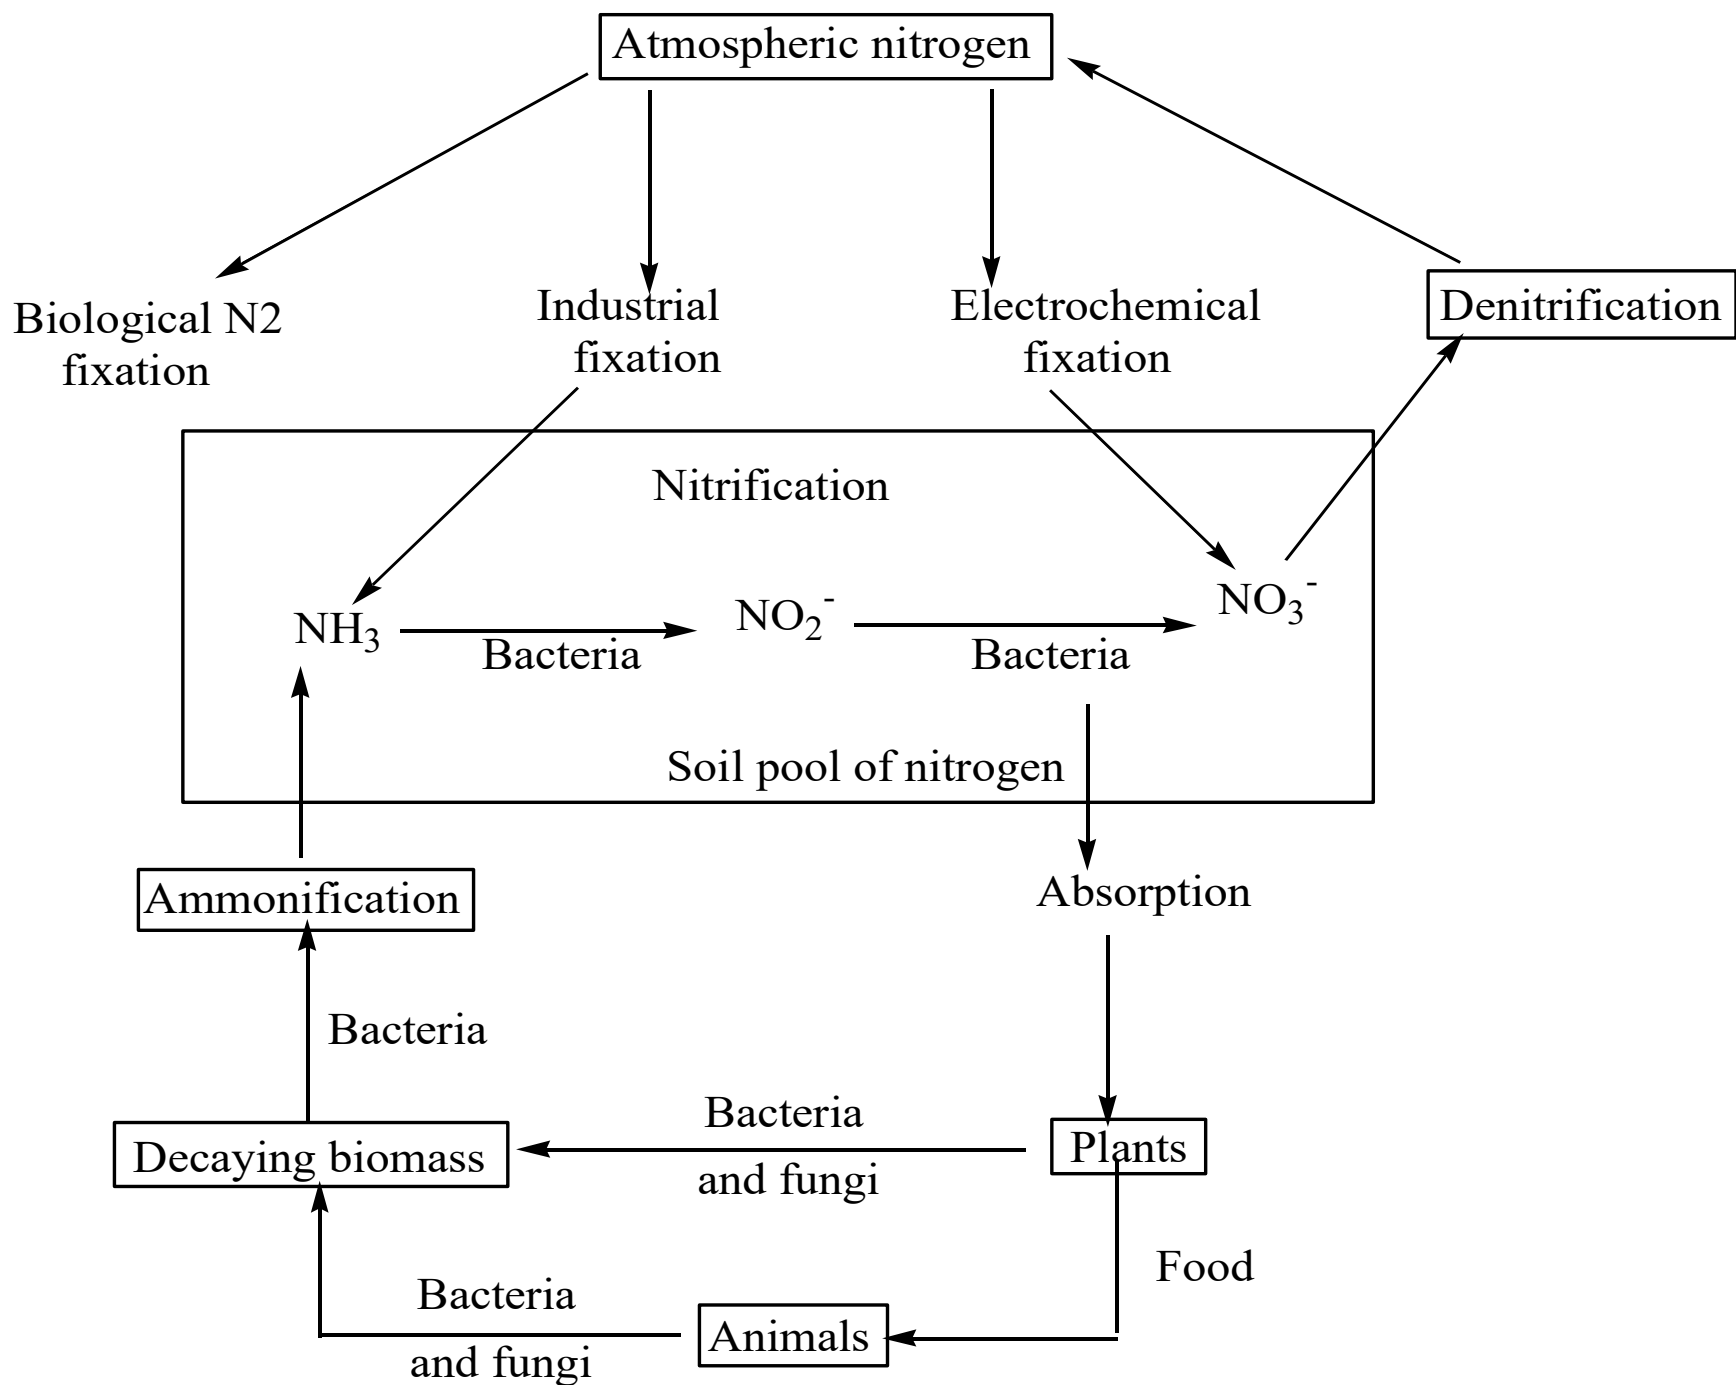 Atmospheric nitrogen
Biological N2
fixation
Industrial
fixation
Electrochemical
fixation
Denitrification
Nitrification
NH₃
Bacteria
NO₂⁻
Bacteria
NO₃⁻
Soil pool of nitrogen
Ammonification
Absorption
Bacteria
Decaying biomass
Bacteria
and fungi
Plants
Food
Bacteria
and fungi
Animals